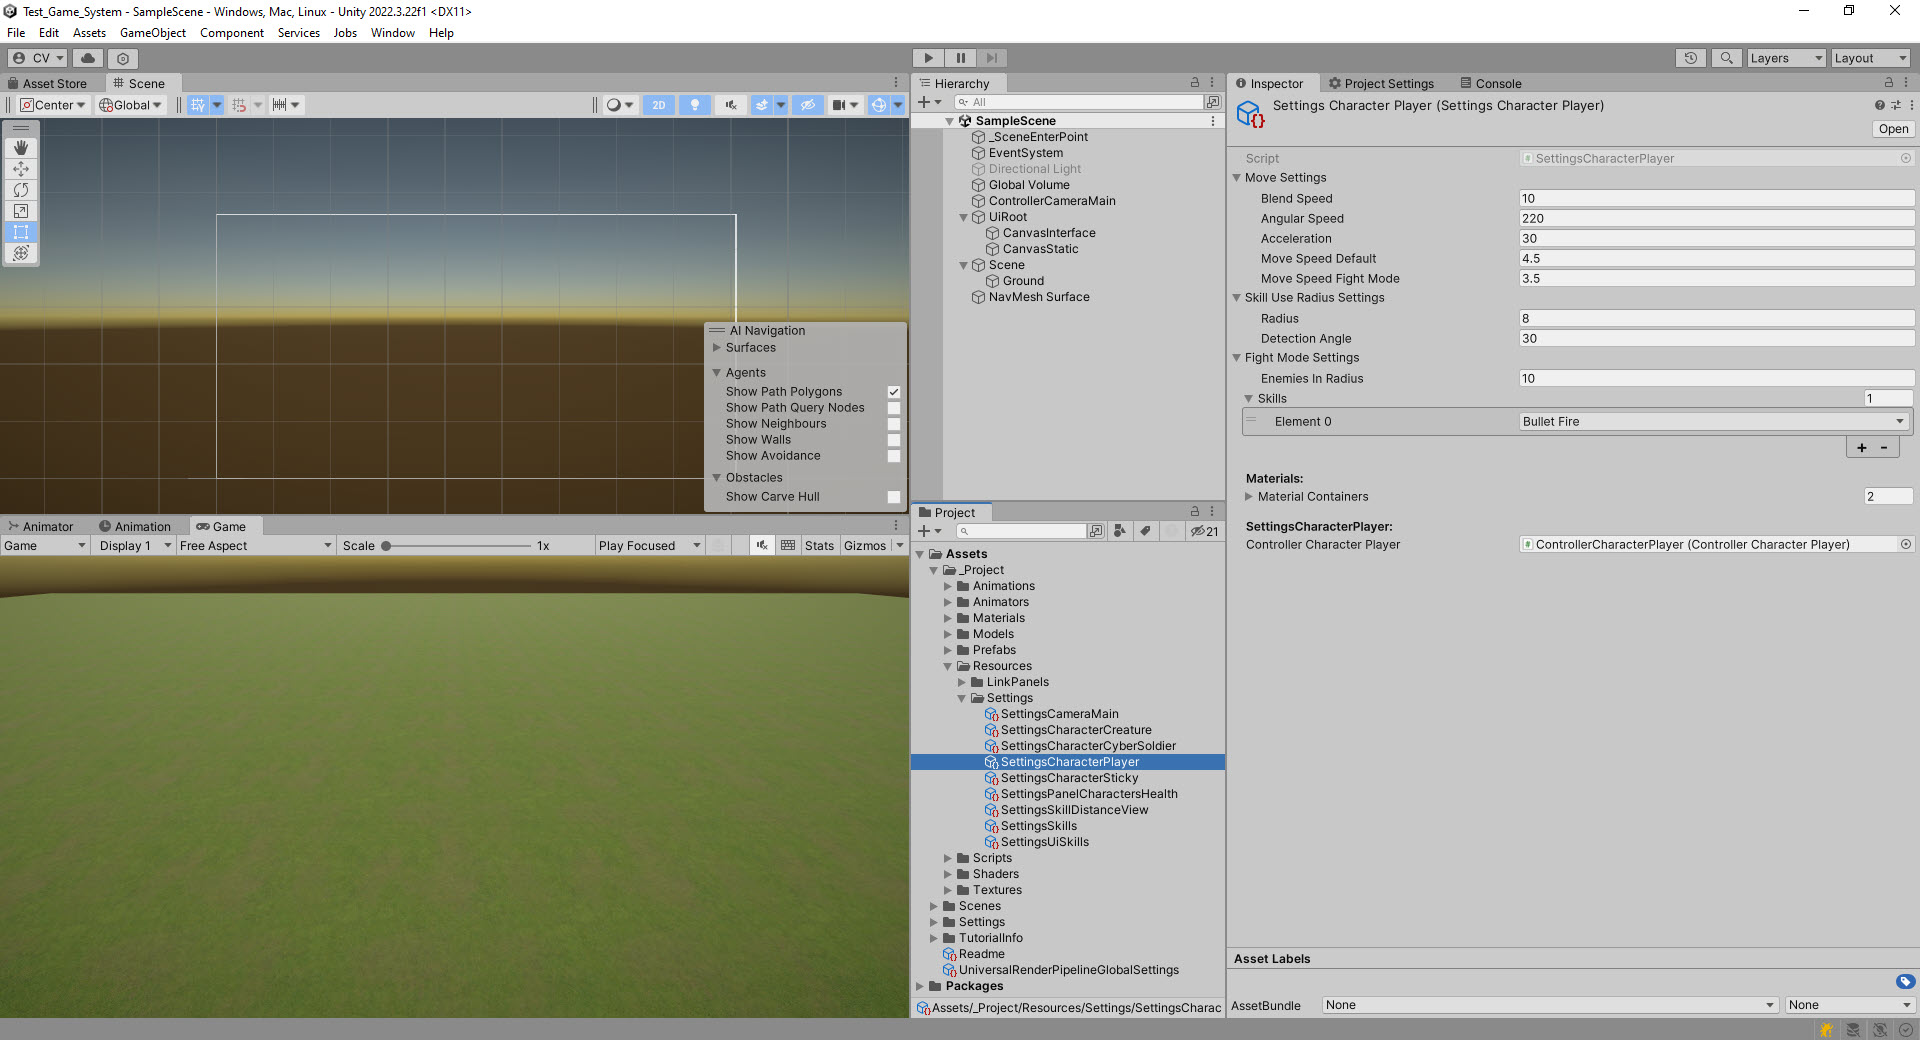 Test_Game_System - SampleScene - Windows, Mac, Linux - Unity 2022.3.22f1 <DX11>
File Edit Assets GameObject Component Services Jobs Window Help
CV
Layers Layout
Asset Store Scene
Center Global
2D
AI Navigation
Surfaces
Agents
Show Path Polygons
Show Path Query Nodes
Show Neighbours
Show Walls
Show Avoidance
Obstacles
Show Carve Hull
Animator Animation Game
Game Display 1 Free Aspect Scale 1x Play Focused Stats Gizmos
Hierarchy
All
SampleScene
_SceneEnterPoint
EventSystem
Directional Light
Global Volume
ControllerCameraMain
UiRoot
CanvasInterface
CanvasStatic
Scene
Ground
NavMesh Surface
Project
21
Assets
_Project
Animations
Animators
Materials
Models
Prefabs
Resources
LinkPanels
Settings
SettingsCameraMain
SettingsCharacterCreature
SettingsCharacterCyberSoldier
SettingsCharacterPlayer
SettingsCharacterSticky
SettingsPanelCharactersHealth
SettingsSkillDistanceView
SettingsSkills
SettingsUiSkills
Scripts
Shaders
Textures
Scenes
Settings
TutorialInfo
Readme
UniversalRenderPipelineGlobalSettings
Packages
Assets/_Project/Resources/Settings/SettingsCharac
Inspector Project Settings Console
Settings Character Player (Settings Character Player)
Open
Script SettingsCharacterPlayer
Move Settings
Blend Speed 10
Angular Speed 220
Acceleration 30
Move Speed Default 4.5
Move Speed Fight Mode 3.5
Skill Use Radius Settings
Radius 8
Detection Angle 30
Fight Mode Settings
Enemies In Radius 10
Skills 1
Element 0 Bullet Fire
+ -
Materials:
Material Containers 2
SettingsCharacterPlayer:
Controller Character Player ControllerCharacterPlayer (Controller Character Player)
Asset Labels
AssetBundle None None